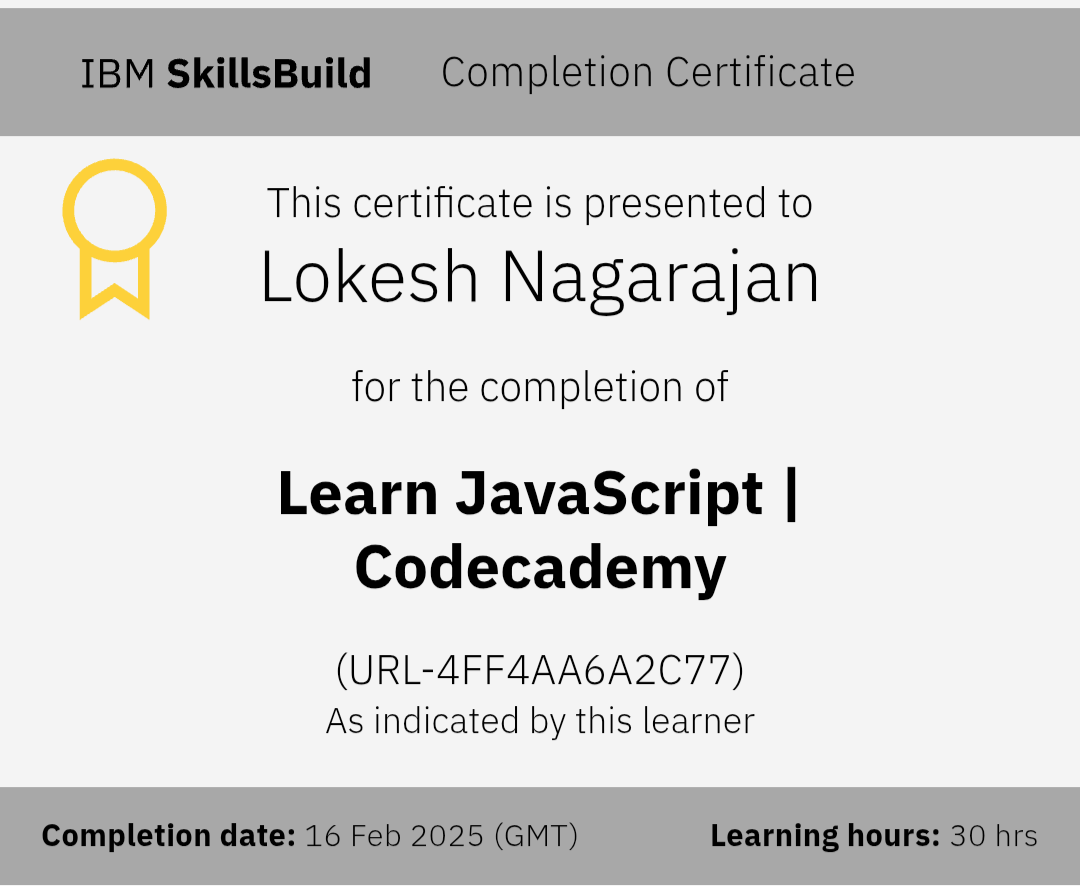 IBM SkillsBuild Completion Certificate
This certificate is presented to
Lokesh Nagarajan
for the completion of
Learn JavaScript |
Codecademy
(URL-4FF4AA6A2C77)
As indicated by this learner
Completion date: 16 Feb 2025 (GMT) Learning hours: 30 hrs